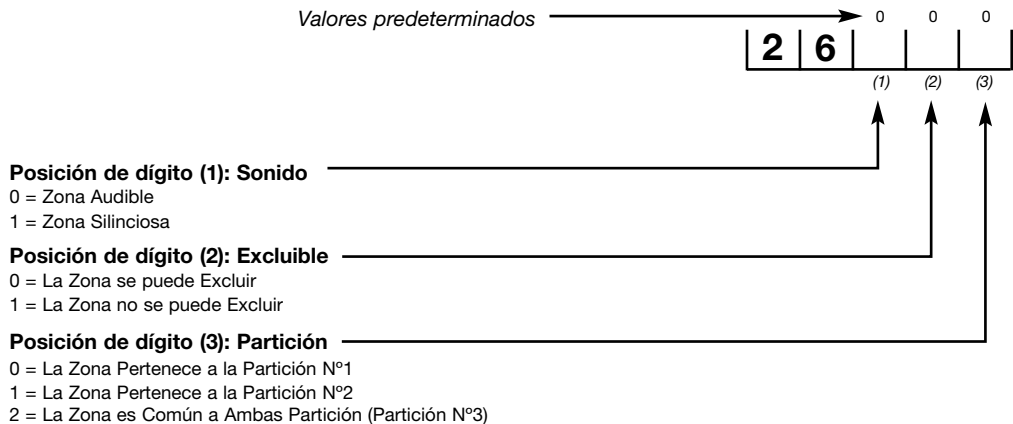 Valores predeterminados 0 0 0
2 6
(1) (2) (3)
Posición de dígito (1): Sonido
0 = Zona Audible
1 = Zona Silinciosa
Posición de dígito (2): Excluible
0 = La Zona se puede Excluir
1 = La Zona no se puede Excluir
Posición de dígito (3): Partición
0 = La Zona Pertenece a la Partición Nº1
1 = La Zona Pertenece a la Partición Nº2
2 = La Zona es Común a Ambas Partición (Partición Nº3)